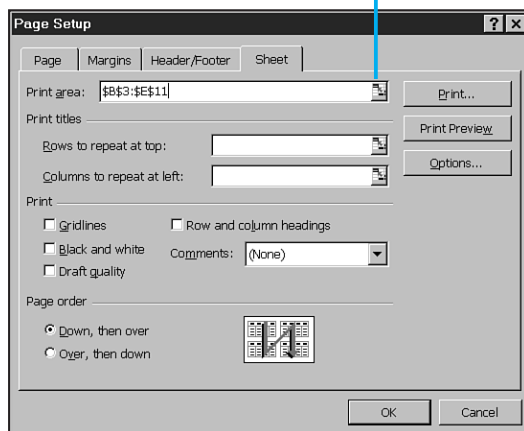 Page Setup
Page Margins Header/Footer Sheet
Print area: $B$3:$E$11 Print...
Print titles Print Preview
Rows to repeat at top:
Columns to repeat at left: Options...
Print
Gridlines Row and column headings
Black and white Comments: (None)
Draft quality
Page order
Down, then over
Over, then down
OK Cancel